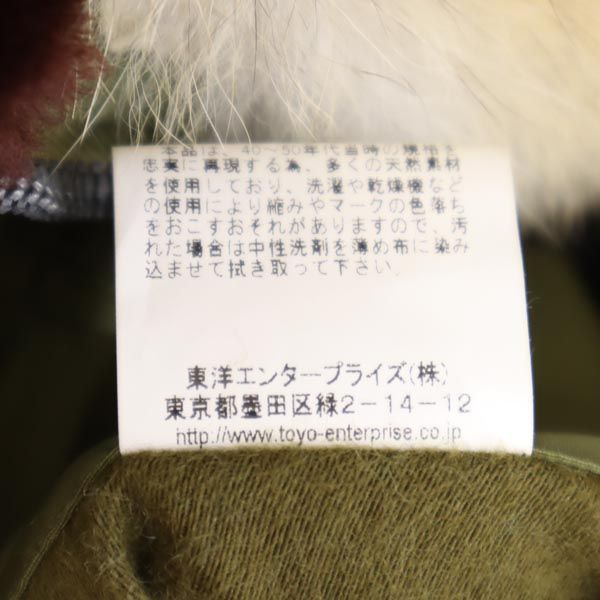 本品は、40〜50年代当時の規格を
忠実に再現する為、多くの天然素材
を使用しており、洗濯や乾燥機など
の使用により縮みやマークの色落ち
をおこすおそれがありますので、汚
れた場合は中性洗剤を薄め布に染み
込ませて拭き取って下さい.
東洋エンタープライズ(株)
東京都墨田区緑2-14-12
http://www.toyo-enterprise.co.jp